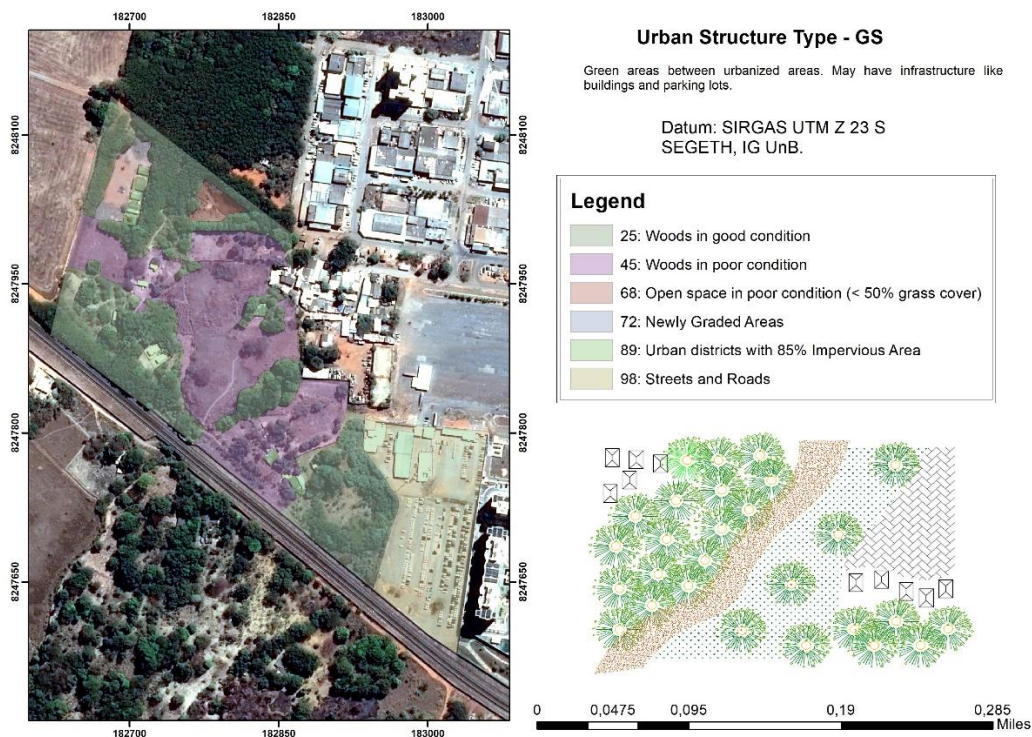 182700 182850 183000
8248100 8248100
8247950 8247950
8247800 8247800
8247650 8247650
182700 182850 183000
Urban Structure Type - GS
Green areas between urbanized areas. May have infrastructure like
buildings and parking lots.
Datum: SIRGAS UTM Z 23 S
SEGETH, IG UnB.
Legend
25: Woods in good condition
45: Woods in poor condition
68: Open space in poor condition (< 50% grass cover)
72: Newly Graded Areas
89: Urban districts with 85% Impervious Area
98: Streets and Roads
0 0,0475 0,095 0,19 0,285
Miles